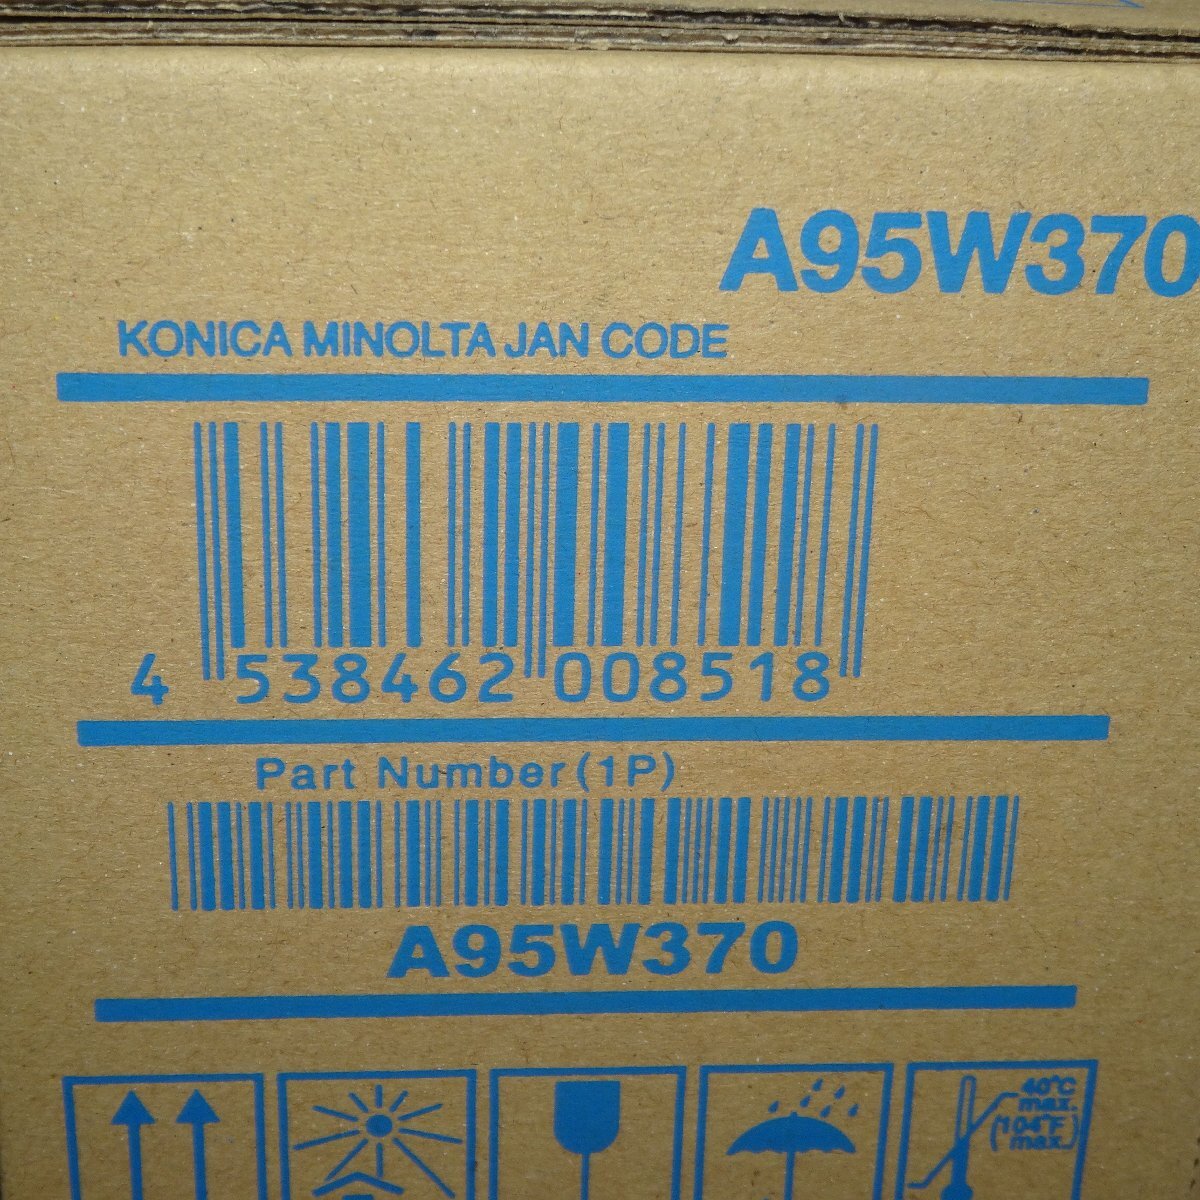 A95W370
KONICA MINOLTA JAN CODE
4 538462 008518
Part Number(1P)
A95W370
40°C
max.
(104°F
max.)